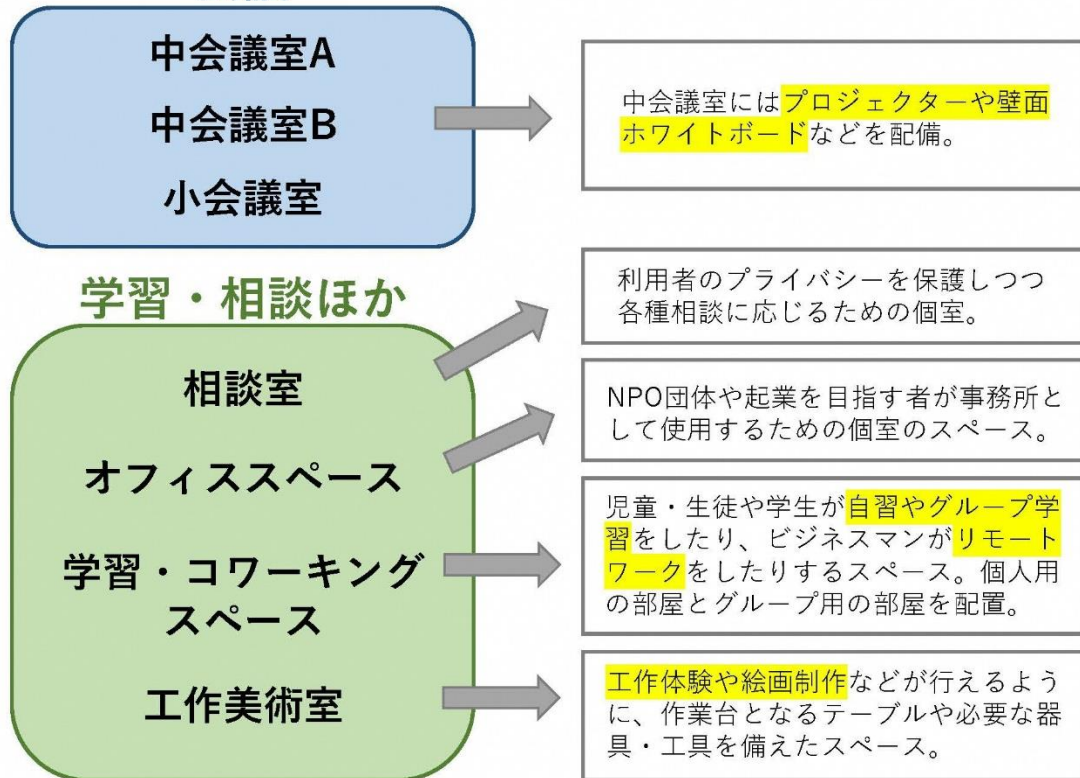 中会議室A
中会議室B
小会議室
中会議室にはプロジェクターや壁面
ホワイトボードなどを配備。
学習・相談ほか
相談室
オフィススペース
学習・コワーキング
スペース
工作美術室
利用者のプライバシーを保護しつつ
各種相談に応じるための個室。
NPO団体や起業を目指す者が事務所と
して使用するための個室のスペース。
児童・生徒や学生が自習やグループ学
習をしたり、ビジネスマンがリモート
ワークをしたりするスペース。個人用
の部屋とグループ用の部屋を配置。
工作体験や絵画制作などが行えるよう
に、作業台となるテーブルや必要な器
具・工具を備えたスペース。